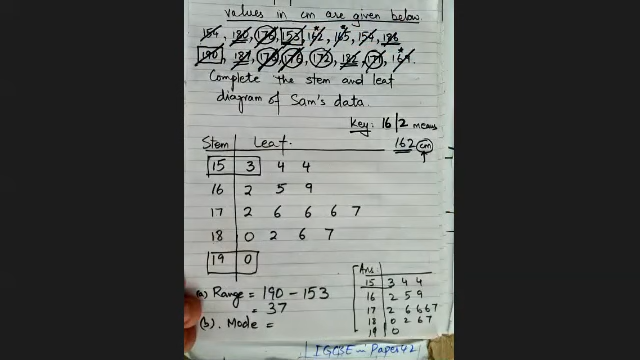 values in cm are given below
154 180 176 153 162 165 154 186
190 187 176 176 172 182 177 169
Complete the stem and leaf
diagram of Sam's data.
Key: 16|2 means
162 cm
Stem Leaf
15 3 4 4
16 2 5 9
17 2 6 6 6 7
18 0 2 6 7
19 0
(a) Range = 190 - 153
= 37
(b). Mode =
Ans:
15 3 4 4
16 2 5 9
17 2 6 6 6 7
18 0 2 6 7
19 0
IGCSE - Paper 42